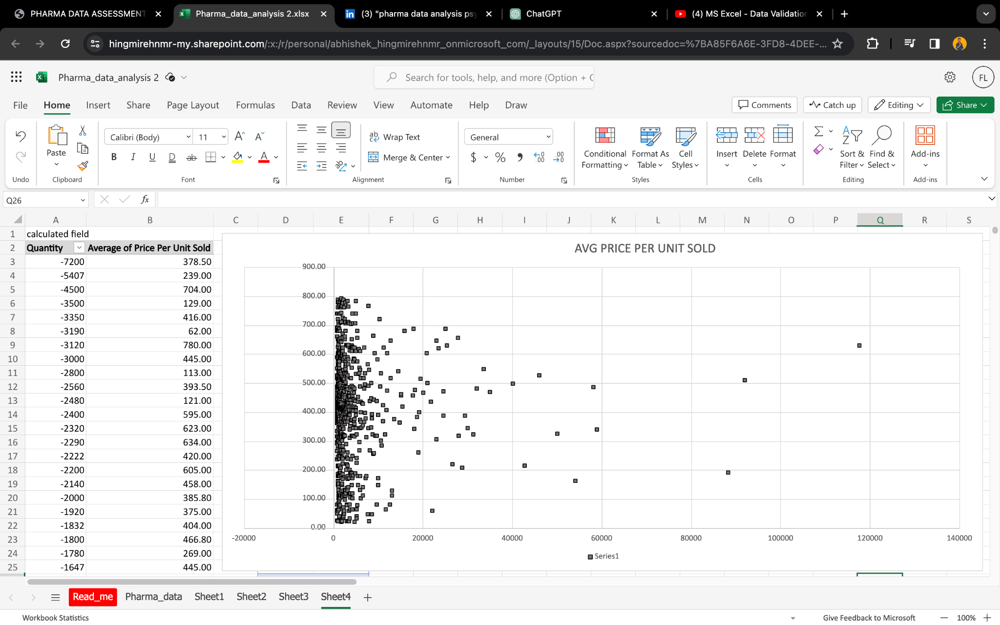 PHARMA DATA ASSESSMENT
Pharma_data_analysis 2.xlsx
(3) "pharma data analysis psy
ChatGPT
(4) MS Excel - Data Validation
hingmirehnmr-my.sharepoint.com/:x:/r/personal/abhishek_hingmirehnmr_onmicrosoft_com/_layouts/15/Doc.aspx?sourcedoc=%7BA85F6A6E-3FD8-4DEE-...
Pharma_data_analysis 2
Search for tools, help, and more (Option +
FL
File Home Insert Share Page Layout Formulas Data Review View Automate Help Draw
Comments Catch up Editing Share
Paste
Calibri (Body) 11
Wrap Text
Merge & Center
General
Conditional Formatting
Format As Table
Cell Styles
Insert Delete Format
Sort & Filter
Find & Select
Add-ins
Undo Clipboard Font Alignment Number Styles Cells Editing Add-ins
Q26
fx
A B C D E F G H I J K L M N O P Q R S
1 calculated field
2 Quantity Average of Price Per Unit Sold
3 -7200 378.50
4 -5407 239.00
5 -4500 704.00
6 -3500 129.00
7 -3350 416.00
8 -3190 62.00
9 -3120 780.00
10 -3000 445.00
11 -2800 113.00
12 -2560 393.50
13 -2480 121.00
14 -2400 595.00
15 -2320 623.00
16 -2290 634.00
17 -2222 420.00
18 -2200 605.00
19 -2140 458.00
20 -2000 385.80
21 -1920 375.00
22 -1832 404.00
23 -1800 466.80
24 -1780 269.00
25 -1647 445.00
AVG PRICE PER UNIT SOLD
900.00
800.00
700.00
600.00
500.00
400.00
300.00
200.00
100.00
0.00
-20000 0 20000 40000 60000 80000 100000 120000 140000
Series1
Read_me Pharma_data Sheet1 Sheet2 Sheet3 Sheet4
Workbook Statistics
Give Feedback to Microsoft
100%